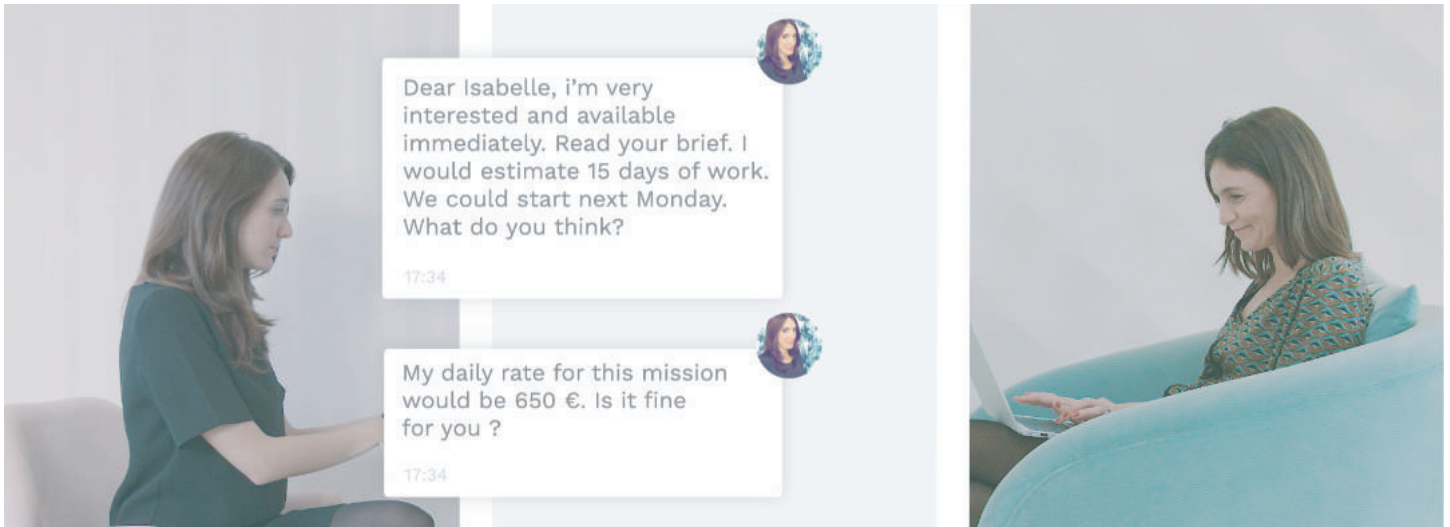 Dear Isabelle, i’m very
interested and available
immediately. Read your brief. I
would estimate 15 days of work.
We could start next Monday.
What do you think?
17:34
My daily rate for this mission
would be 650 €. Is it fine
for you ?
17:34